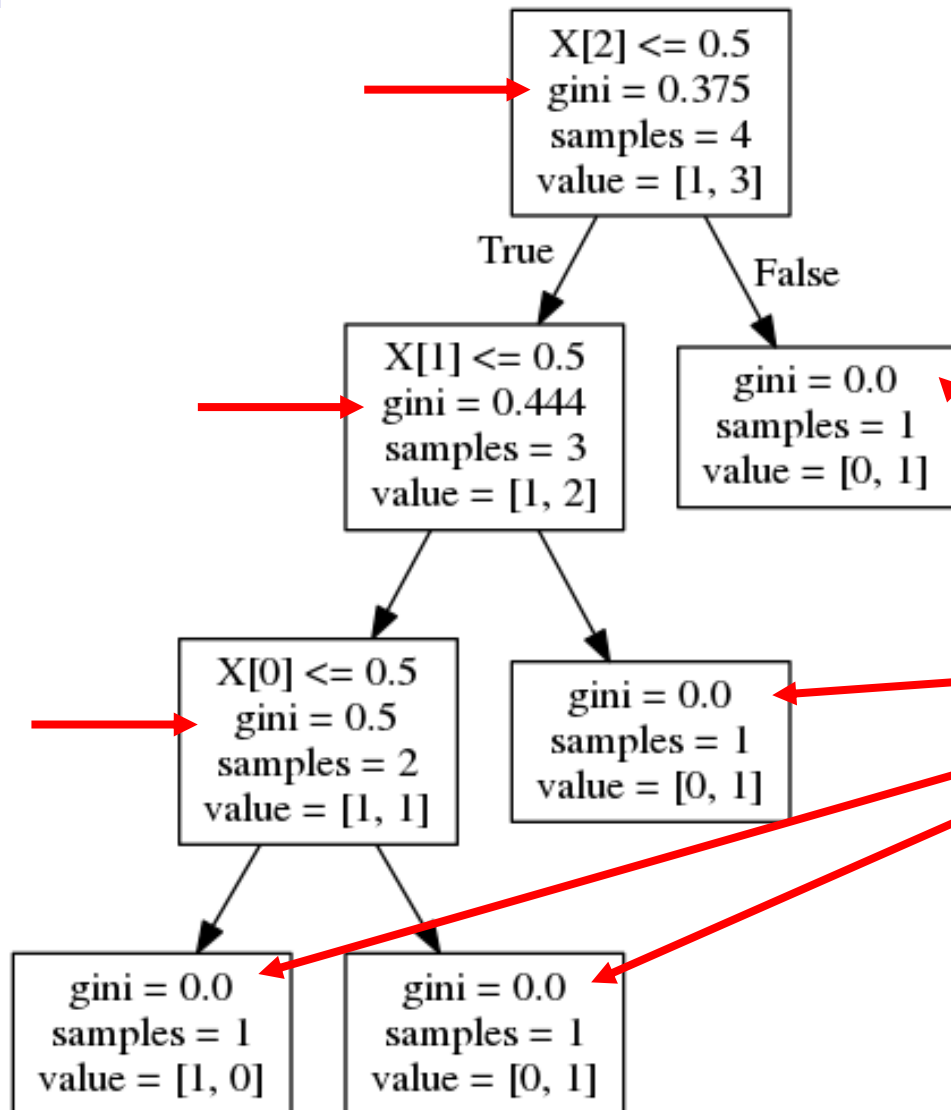 X[2] <= 0.5
gini = 0.375
samples = 4
value = [1, 3]
True
False
X[1] <= 0.5
gini = 0.444
samples = 3
value = [1, 2]
gini = 0.0
samples = 1
value = [0, 1]
X[0] <= 0.5
gini = 0.5
samples = 2
value = [1, 1]
gini = 0.0
samples = 1
value = [0, 1]
gini = 0.0
samples = 1
value = [1, 0]
gini = 0.0
samples = 1
value = [0, 1]